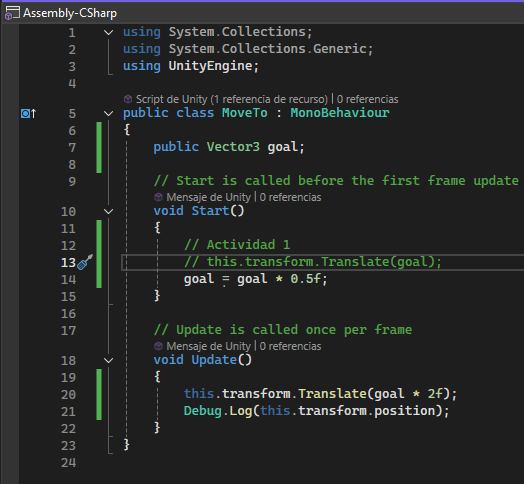 Assembly-CSharp
1 using System.Collections;
2 using System.Collections.Generic;
3 using UnityEngine;
4
Script de Unity (1 referencia de recurso) | 0 referencias
5 public class MoveTo : MonoBehaviour
6 {
7 public Vector3 goal;
8
9 // Start is called before the first frame update
Mensaje de Unity | 0 referencias
10 void Start()
11 {
12 // Actividad 1
13 // this.transform.Translate(goal);
14 goal = goal * 0.5f;
15 }
16
17 // Update is called once per frame
Mensaje de Unity | 0 referencias
18 void Update()
19 {
20 this.transform.Translate(goal * 2f);
21 Debug.Log(this.transform.position);
22 }
23 }
24